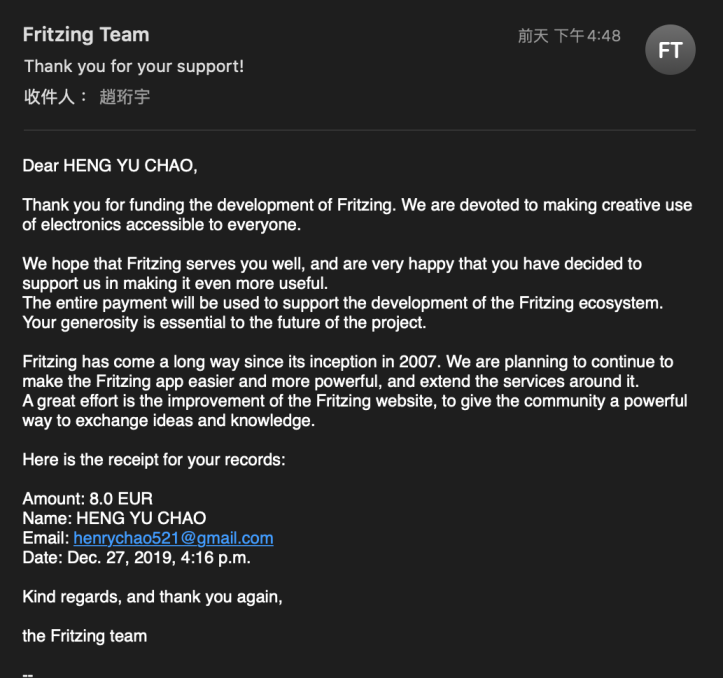 Fritzing Team
前天 下午4:48
FT
Thank you for your support!
收件人： 趙珩宇
Dear HENG YU CHAO,
Thank you for funding the development of Fritzing. We are devoted to making creative use
of electronics accessible to everyone.
We hope that Fritzing serves you well, and are very happy that you have decided to
support us in making it even more useful.
The entire payment will be used to support the development of the Fritzing ecosystem.
Your generosity is essential to the future of the project.
Fritzing has come a long way since its inception in 2007. We are planning to continue to
make the Fritzing app easier and more powerful, and extend the services around it.
A great effort is the improvement of the Fritzing website, to give the community a powerful
way to exchange ideas and knowledge.
Here is the receipt for your records:
Amount: 8.0 EUR
Name: HENG YU CHAO
Email: henrychao521@gmail.com
Date: Dec. 27, 2019, 4:16 p.m.
Kind regards, and thank you again,
the Fritzing team
--